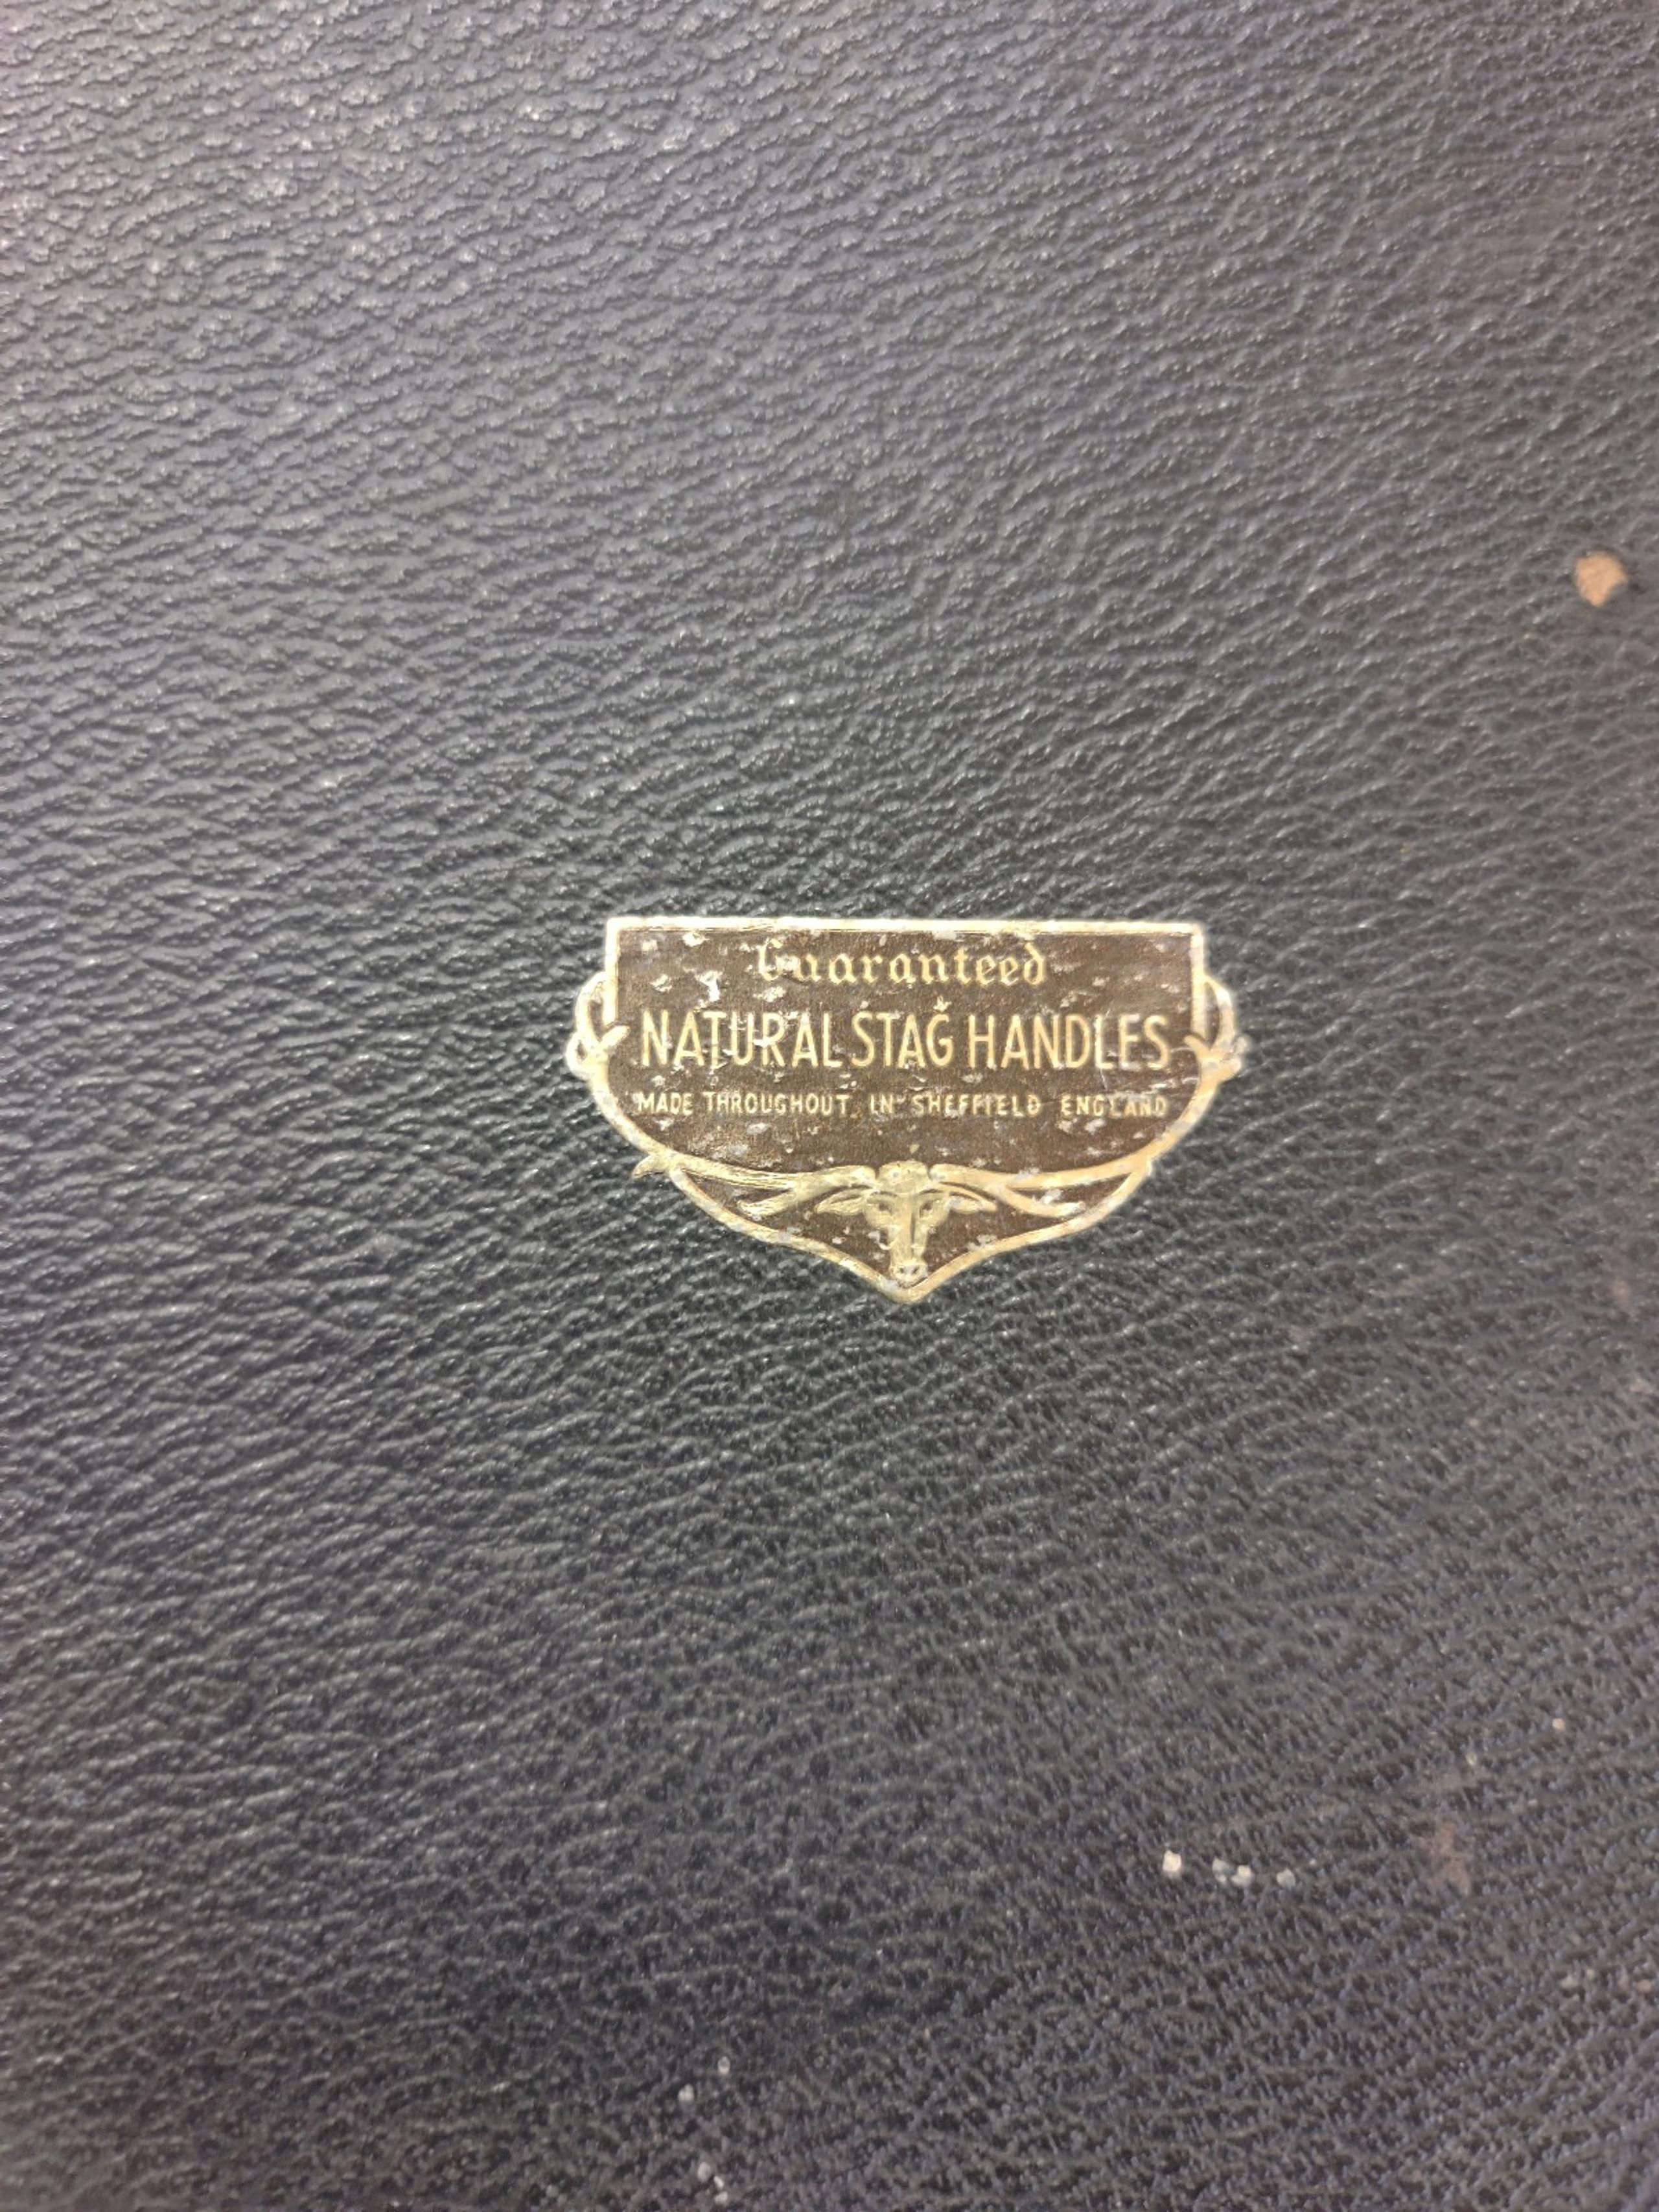 Guaranteed
NATURAL STAG HANDLES
MADE THROUGHOUT IN SHEFFIELD ENGLAND